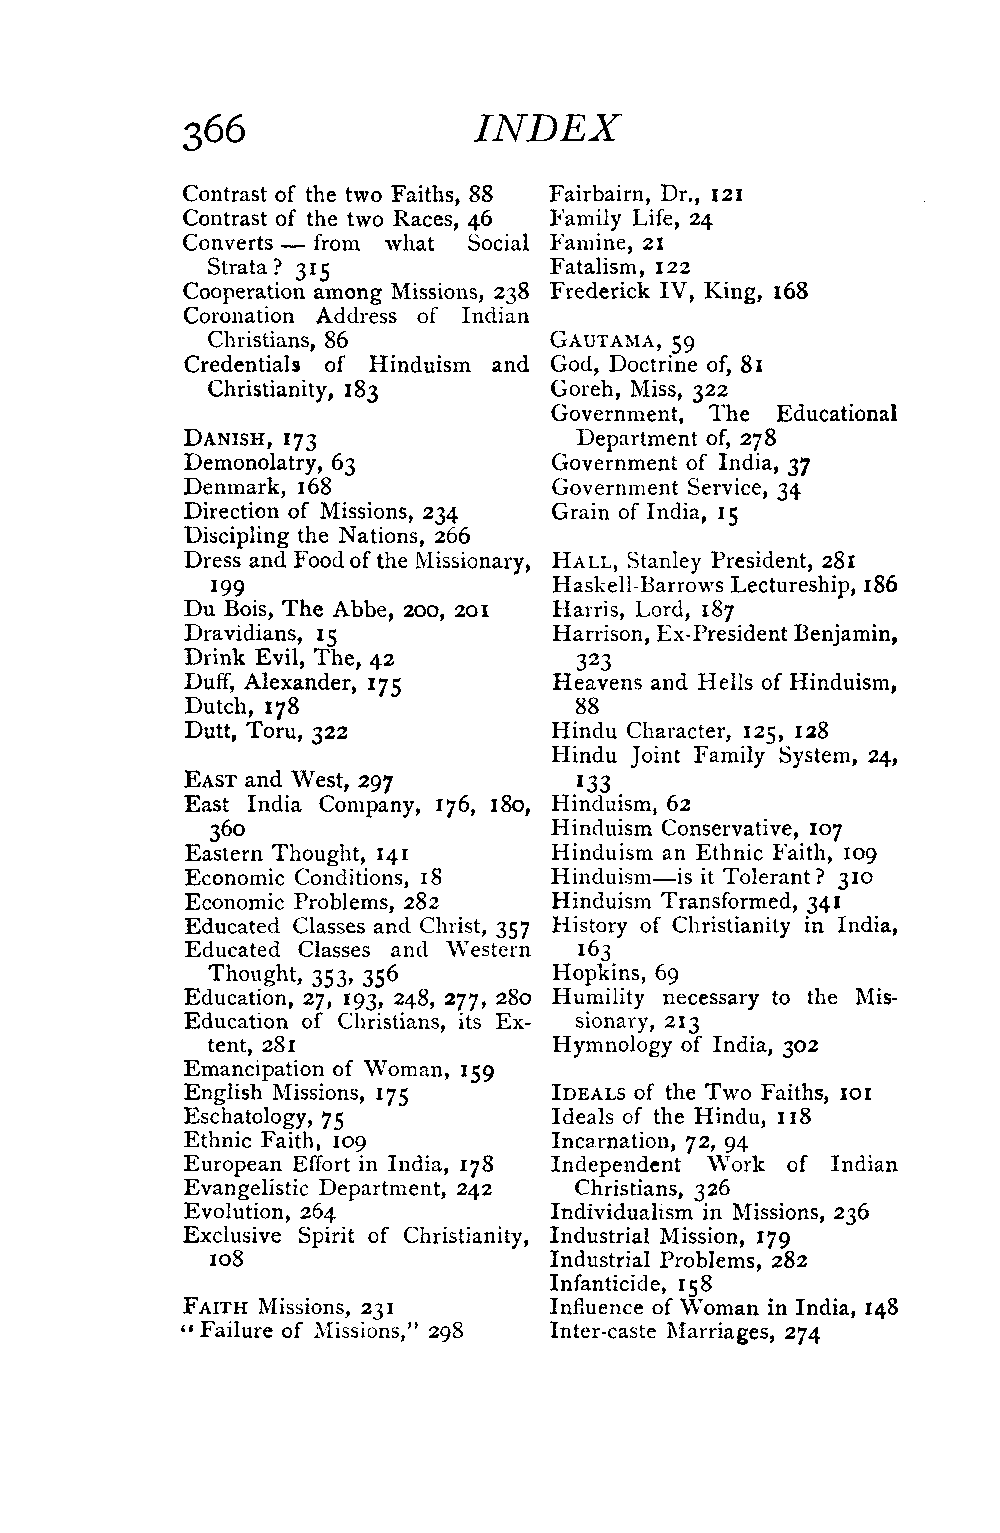 366 INDEX
Contrast of the two Faiths, 88
Contrast of the two Races, 46
Converts — from what Social
Strata? 315
Cooperation among Missions, 238
Coronation Address of Indian
Christians, 86
Credentials of Hinduism and
Christianity, 183
DANISH, 173
Demonolatry, 63
Denmark, 168
Direction of Missions, 234
Discipling the Nations, 266
Dress and Food of the Missionary,
199
Du Bois, The Abbe, 200, 201
Dravidians, 15
Drink Evil, The, 42
Duff, Alexander, 175
Dutch, 178
Dutt, Toru, 322
EAST and West, 297
East India Company, 176, 180,
360
Eastern Thought, 141
Economic Conditions, 18
Economic Problems, 282
Educated Classes and Christ, 357
Educated Classes and Western
Thought, 353, 356
Education, 27, 193, 248, 277, 280
Education of Christians, its Ex-
tent, 281
Emancipation of Woman, 159
English Missions, 175
Eschatology, 75
Ethnic Faith, 109
European Effort in India, 178
Evangelistic Department, 242
Evolution, 264
Exclusive Spirit of Christianity,
108
FAITH Missions, 231
"Failure of Missions," 298
Fairbairn, Dr., 121
Family Life, 24
Famine, 21
Fatalism, 122
Frederick IV, King, 168
GAUTAMA, 59
God, Doctrine of, 81
Goreh, Miss, 322
Government, The Educational
Department of, 278
Government of India, 37
Government Service, 34
Grain of India, 15
HALL, Stanley President, 281
Haskell-Barrows Lectureship, 186
Harris, Lord, 187
Harrison, Ex-President Benjamin,
323
Heavens and Hells of Hinduism,
88
Hindu Character, 125, 128
Hindu Joint Family System, 24,
133
Hinduism, 62
Hinduism Conservative, 107
Hinduism an Ethnic Faith, 109
Hinduism—is it Tolerant? 310
Hinduism Transformed, 341
History of Christianity in India,
163
Hopkins, 69
Humility necessary to the Mis-
sionary, 213
Hymnology of India, 302
IDEALS of the Two Faiths, 101
Ideals of the Hindu, 118
Incarnation, 72, 94
Independent Work of Indian
Christians, 326
Individualism in Missions, 236
Industrial Mission, 179
Industrial Problems, 282
Infanticide, 158
Influence of Woman in India, 148
Inter-caste Marriages, 274